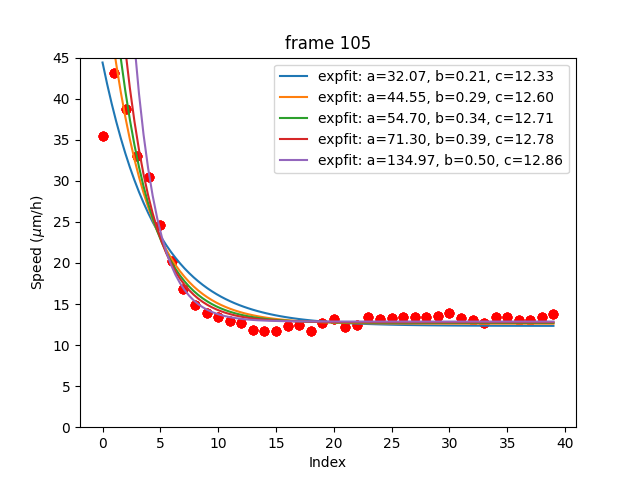 frame 105
Speed (μm/h)
45
40
35
30
25
20
15
10
5
0
expfit: a=32.07, b=0.21, c=12.33
expfit: a=44.55, b=0.29, c=12.60
expfit: a=54.70, b=0.34, c=12.71
expfit: a=71.30, b=0.39, c=12.78
expfit: a=134.97, b=0.50, c=12.86
0 5 10 15 20 25 30 35 40
Index